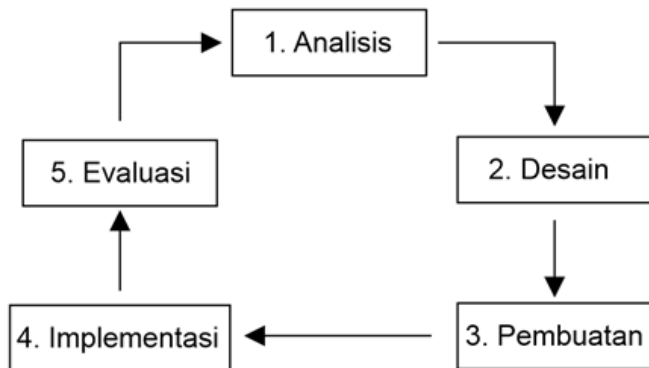 1. Analisis
2. Desain
3. Pembuatan
4. Implementasi
5. Evaluasi